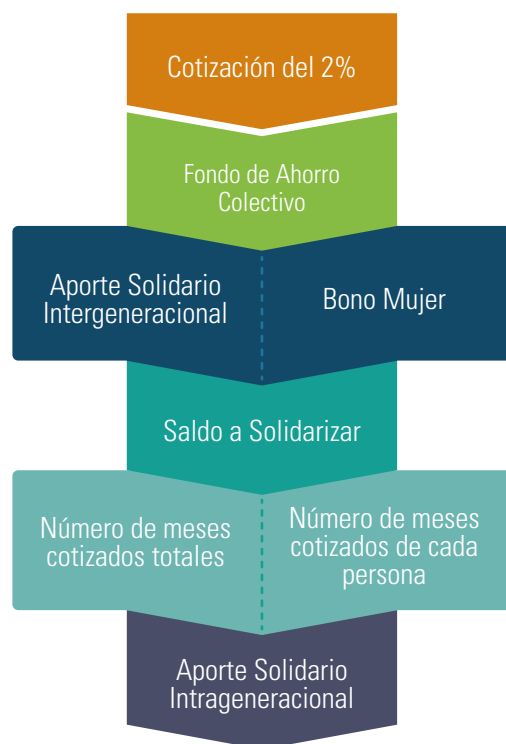 Cotización del 2%
Fondo de Ahorro
Colectivo
Aporte Solidario
Intergeneracional
Bono Mujer
Saldo a Solidarizar
Número de meses
cotizados totales
Número de meses
cotizados de cada
persona
Aporte Solidario
Intrageneracional